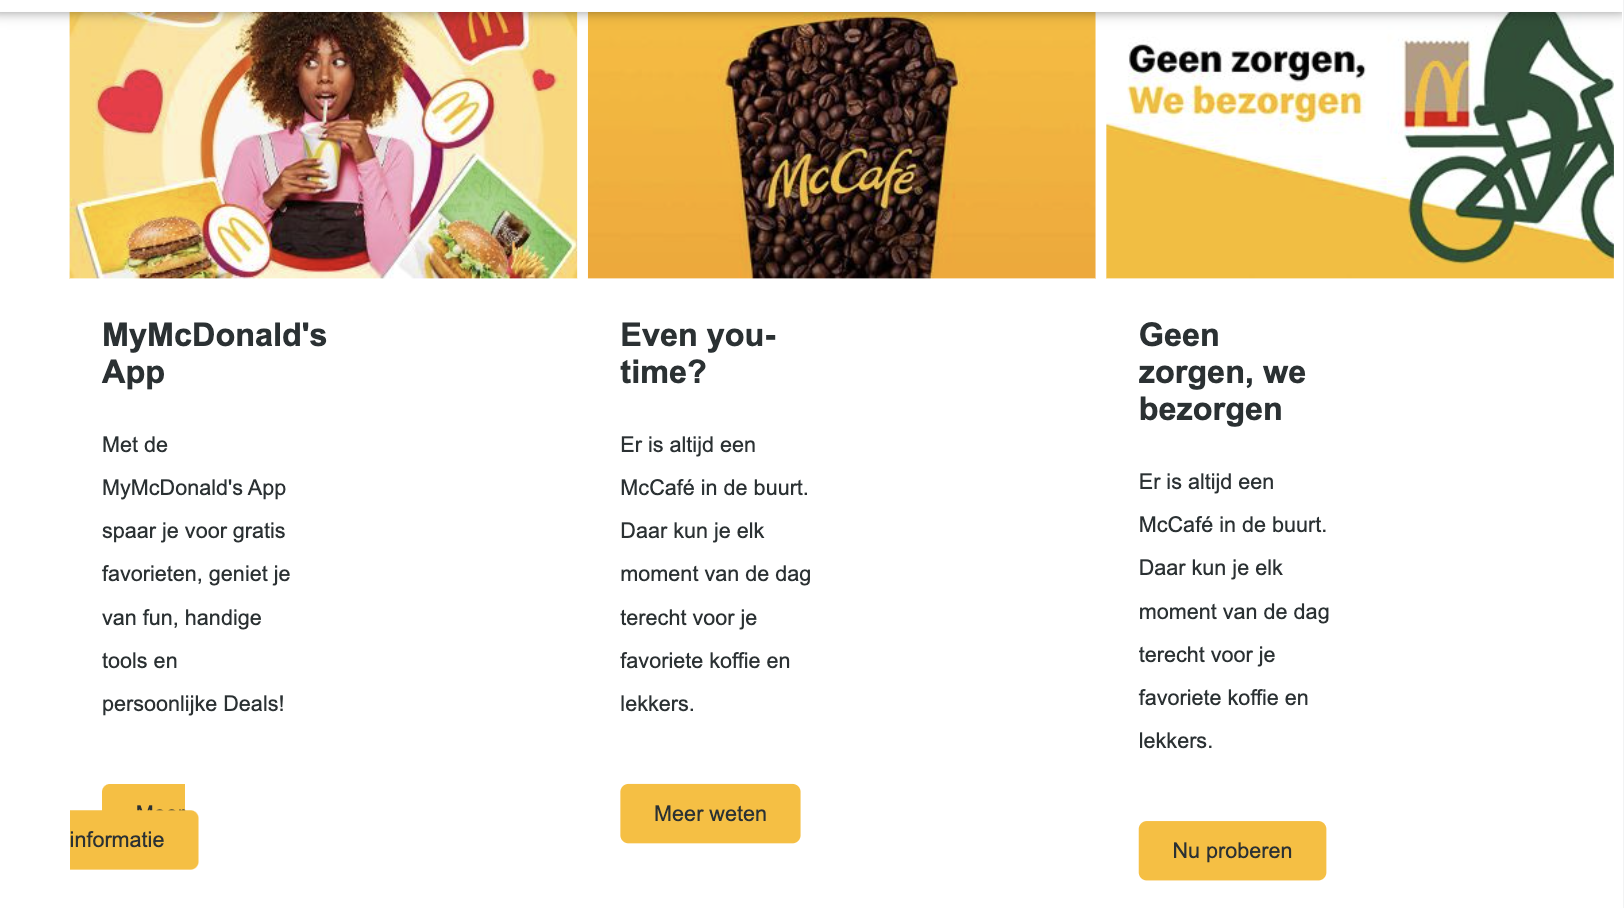 McCafé
Geen zorgen,
We bezorgen
MyMcDonald's
App
Met de
MyMcDonald's App
spaar je voor gratis
favorieten, geniet je
van fun, handige
tools en
persoonlijke Deals!
Meer
informatie
Even you-
time?
Er is altijd een
McCafé in de buurt.
Daar kun je elk
moment van de dag
terecht voor je
favoriete koffie en
lekkers.
Meer weten
Geen
zorgen, we
bezorgen
Er is altijd een
McCafé in de buurt.
Daar kun je elk
moment van de dag
terecht voor je
favoriete koffie en
lekkers.
Nu proberen